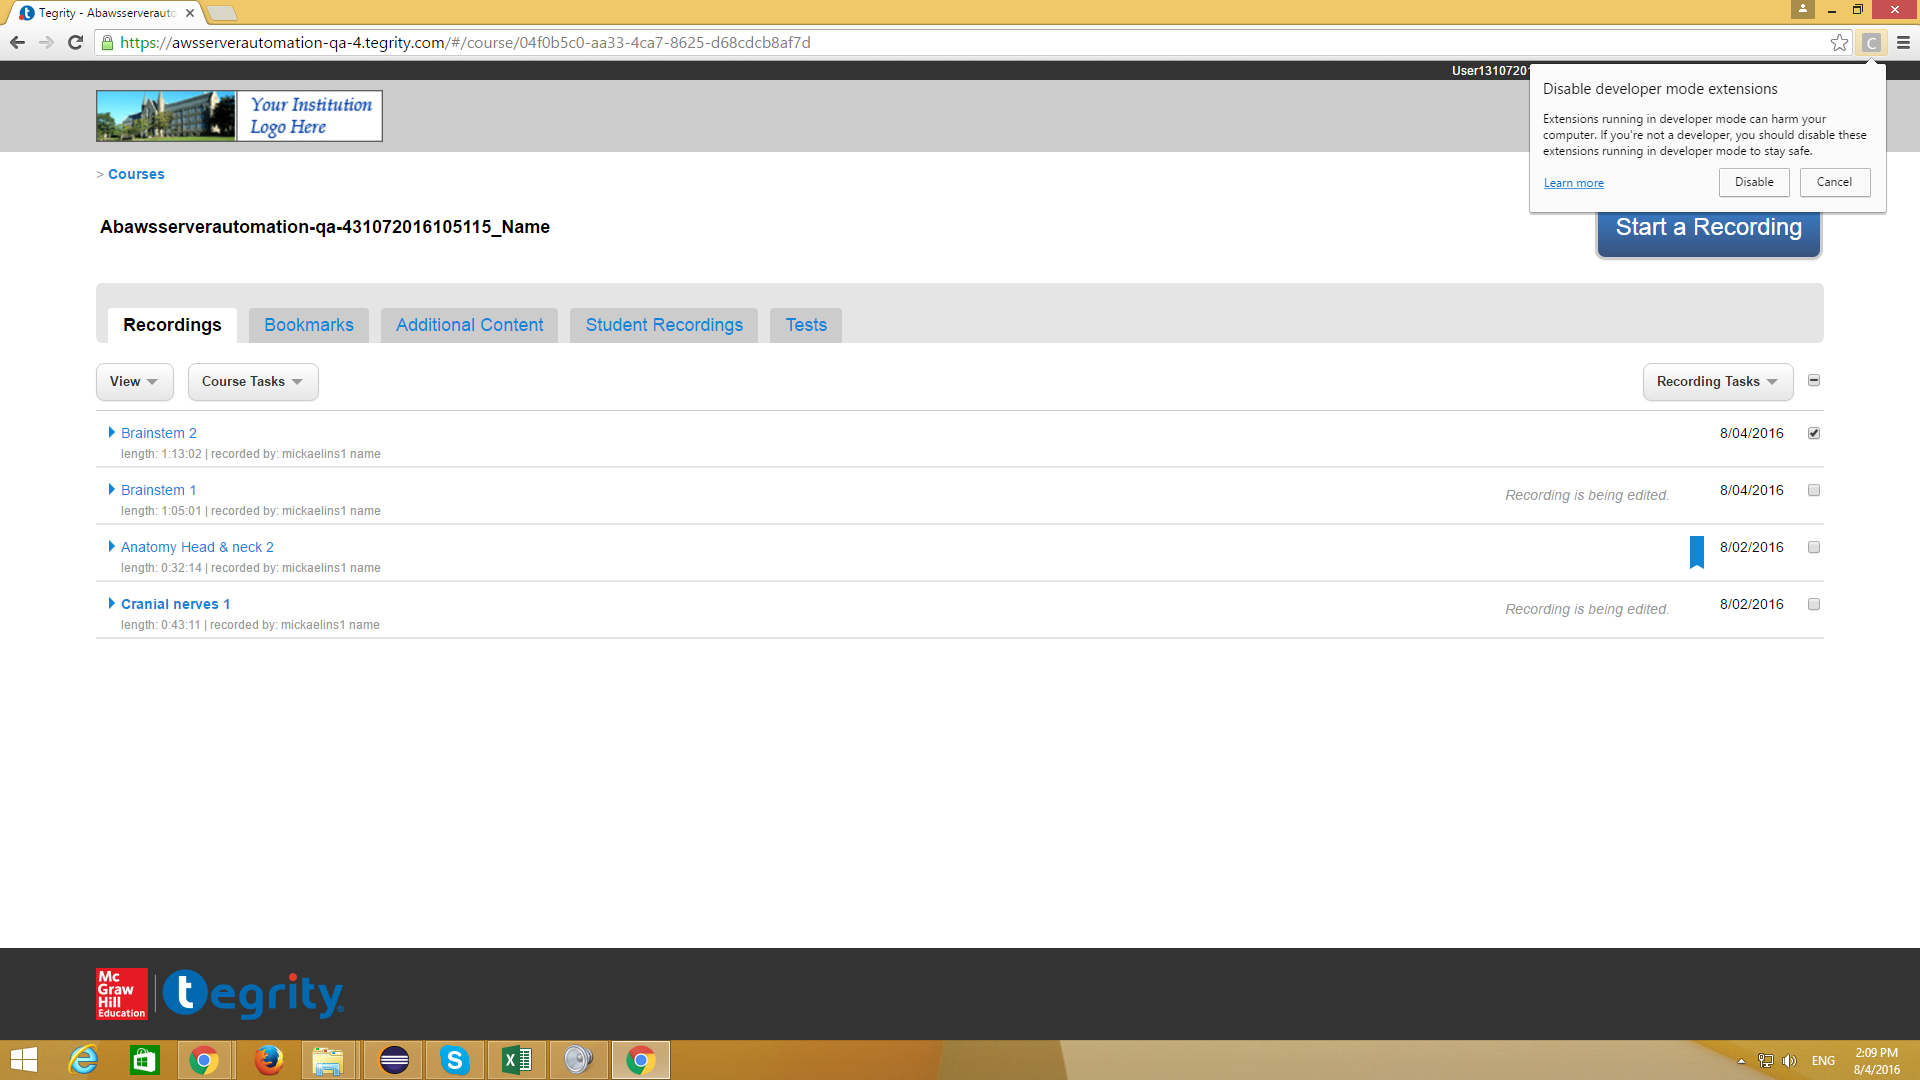 Tegrity - Abawsserverauto
https://awsserverautomation-qa-4.tegrity.com/#/course/04f0b5c0-aa33-4ca7-8625-d68cdcb8af7d
C
User1310720
Disable developer mode extensions
Extensions running in developer mode can harm your
computer. If you're not a developer, you should disable these
extensions running in developer mode to stay safe.
Learn more
Disable
Cancel
Your Institution
Logo Here
> Courses
Abawsserverautomation-qa-431072016105115_Name
Start a Recording
Recordings
Bookmarks
Additional Content
Student Recordings
Tests
View
Course Tasks
Recording Tasks
Brainstem 2
8/04/2016
length: 1:13:02 | recorded by: mickaelins1 name
Brainstem 1
Recording is being edited.
8/04/2016
length: 1:05:01 | recorded by: mickaelins1 name
Anatomy Head & neck 2
8/02/2016
length: 0:32:14 | recorded by: mickaelins1 name
Cranial nerves 1
Recording is being edited.
8/02/2016
length: 0:43:11 | recorded by: mickaelins1 name
Mc
Graw
Hill
Education
tegrity
ENG
2:09 PM
8/4/2016